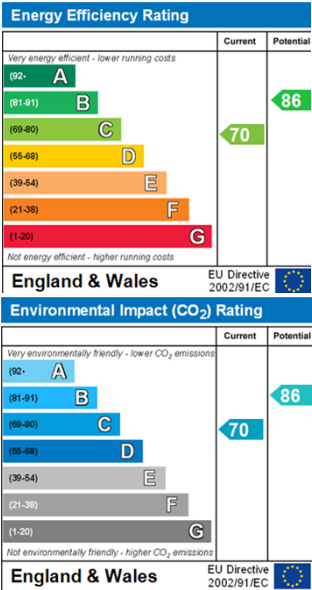 Energy Efficiency Rating
Current Potential
Very energy efficient - lower running costs
(92- A
(81-91) B
86
(69-80) C
70
(55-68) D
(39-54) E
(21-38) F
(1-20) G
Not energy efficient - higher running costs
England & Wales
EU Directive
2002/91/EC
Environmental Impact (CO2) Rating
Current Potential
Very environmentally friendly - lower CO2 emissions
(92- A
(81-91) B
86
(69-80) C
70
(55-68) D
(39-54) E
(21-38) F
(1-20) G
Not environmentally friendly - higher CO2 emissions
England & Wales
EU Directive
2002/91/EC